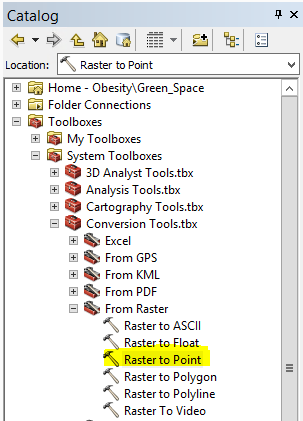 Catalog
Location: Raster to Point
Home - Obesity\Green_Space
Folder Connections
Toolboxes
My Toolboxes
System Toolboxes
3D Analyst Tools.tbx
Analysis Tools.tbx
Cartography Tools.tbx
Conversion Tools.tbx
Excel
From GPS
From KML
From PDF
From Raster
Raster to ASCII
Raster to Float
Raster to Point
Raster to Polygon
Raster to Polyline
Raster To Video